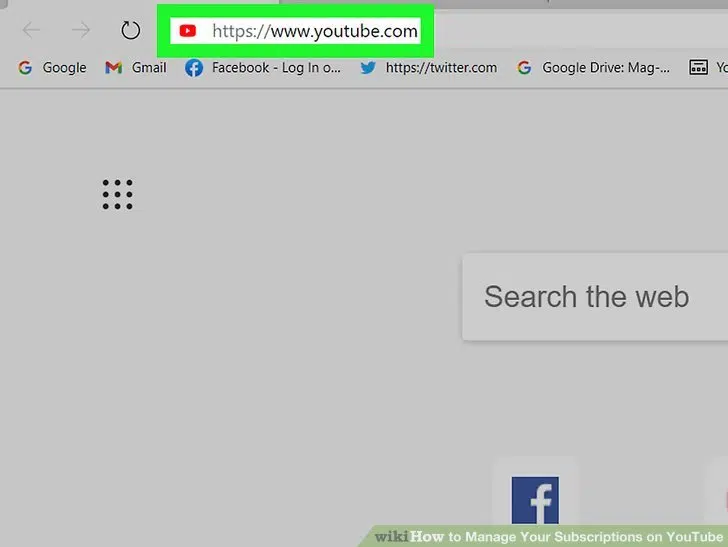 https://www.youtube.com
Google Gmail Facebook - Log In o... https://twitter.com Google Drive: Mag-...
Search the web
wikiHow to Manage Your Subscriptions on YouTube